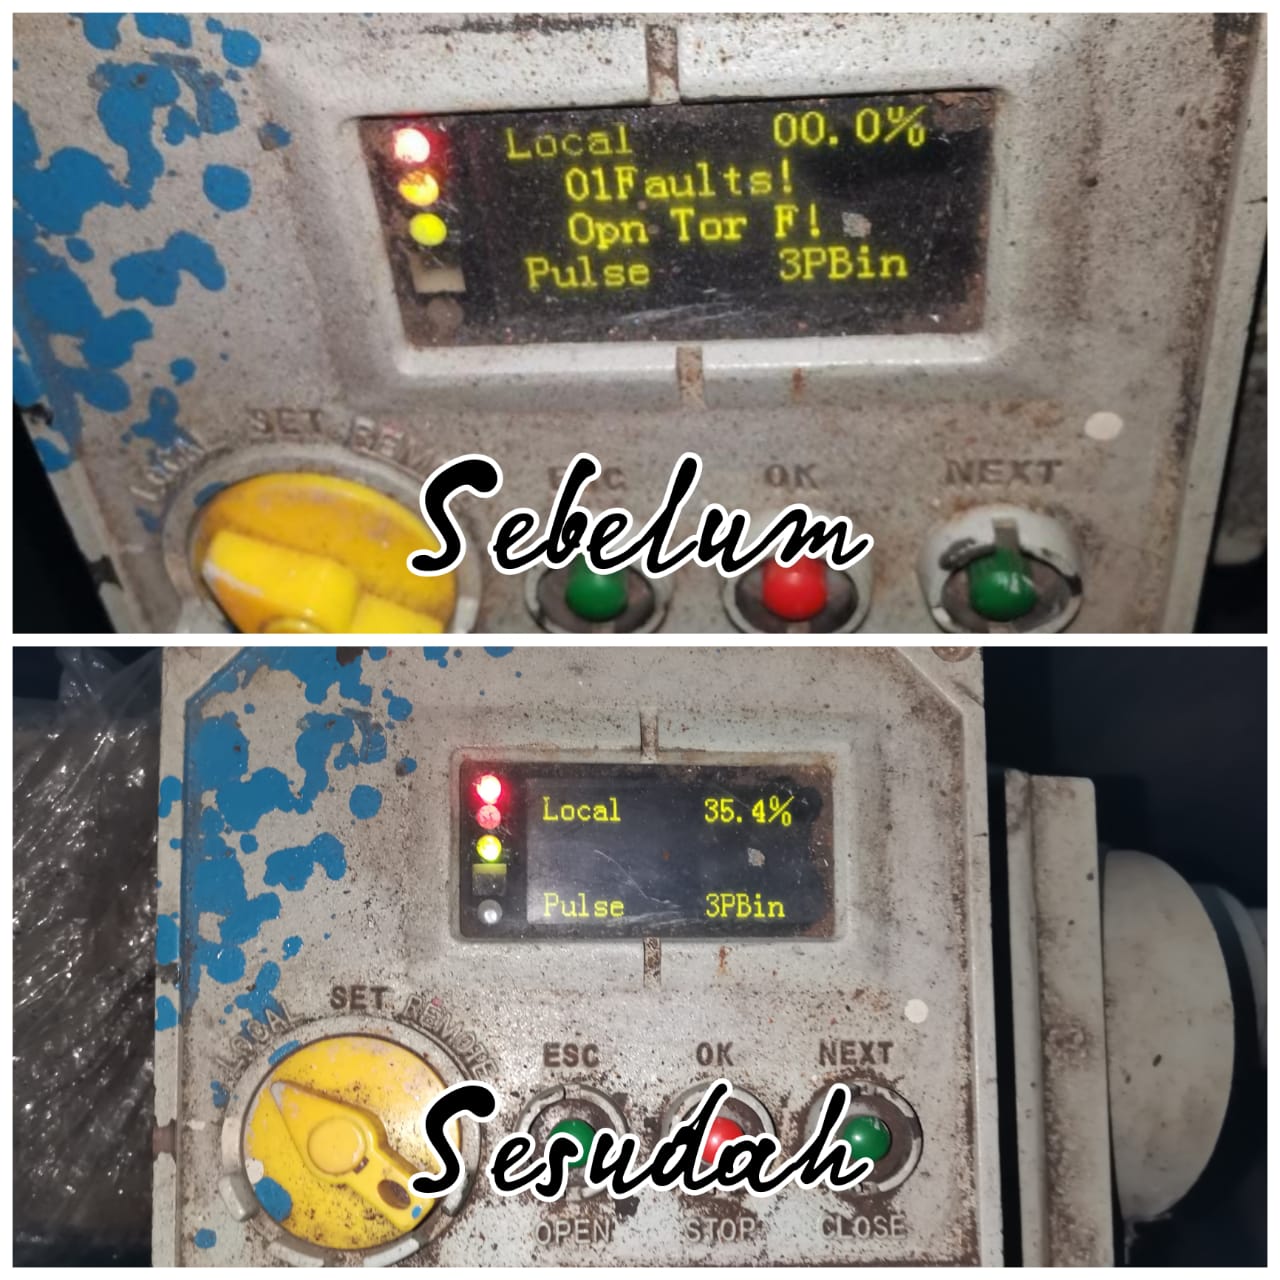 Local 00.0%
01Faults!
Opn Tor F!
Pulse 3PBin
LOCAL SET REMOTE
ESC OK NEXT
Sebelum
Local 35.4%
Pulse 3PBin
LOCAL SET REMOTE
ESC OK NEXT
Sesudah
OPEN STOP CLOSE